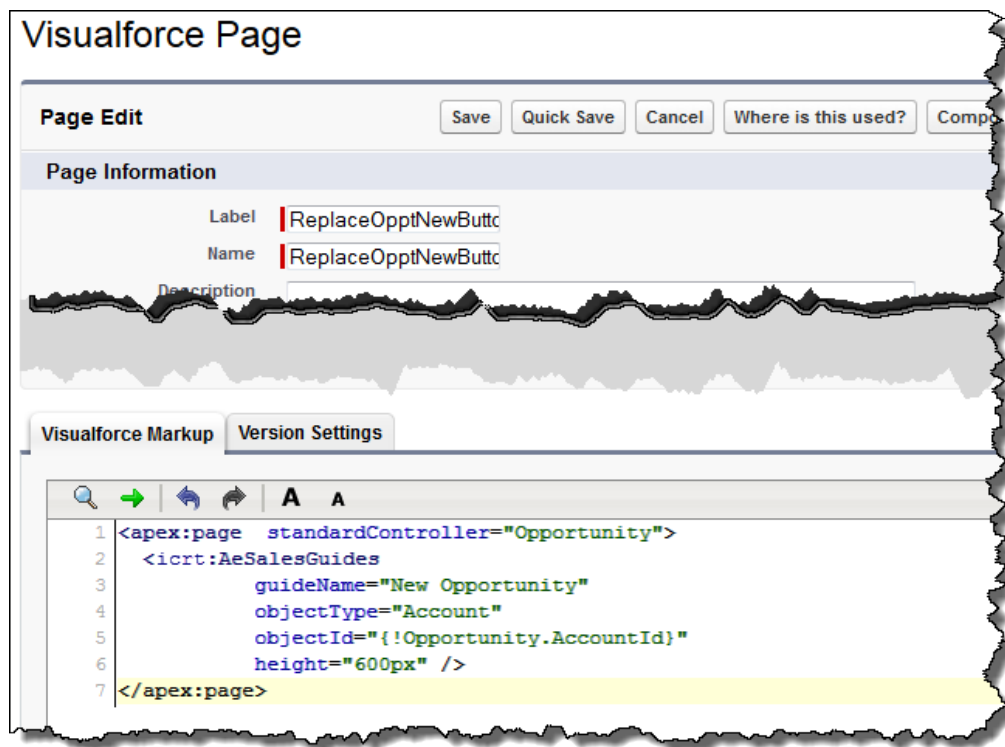 Visualforce Page
Page Edit Save Quick Save Cancel Where is this used? Compo
Page Information
Label ReplaceOpptNewButto
Name ReplaceOpptNewButto
Description
Visualforce Markup Version Settings
A A
1 <apex:page  standardController="Opportunity">
2   <icrt:AeSalesGuides
3           guideName="New Opportunity"
4           objectType="Account"
5           objectId="{!Opportunity.AccountId}"
6           height="600px" />
7 </apex:page>